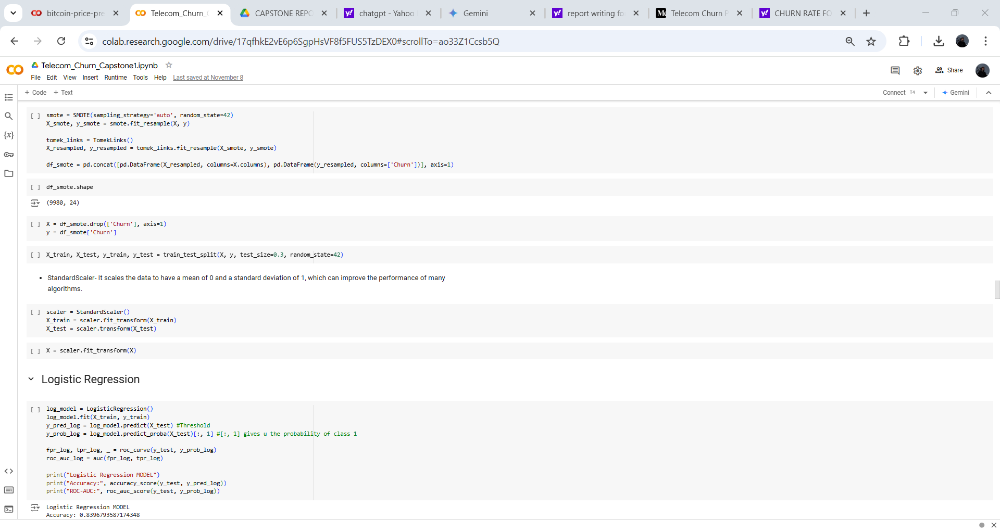 bitcoin-price-pre
Telecom_Churn_C
CAPSTONE REPO
chatgpt - Yahoo
Gemini
report writing fo
Telecom Churn P
CHURN RATE FO
colab.research.google.com/drive/17qfhkE2vE6p6SgpHsVF8f5FUS5TzDEX0#scrollTo=ao33Z1Ccsb5Q
Telecom_Churn_Capstone1.ipynb
File Edit View Insert Runtime Tools Help Last saved at November 8
Share
+ Code + Text
Connect T4
Gemini
[ ] smote = SMOTE(sampling_strategy='auto', random_state=42)
X_smote, y_smote = smote.fit_resample(X, y)
tomek_links = TomekLinks()
X_resampled, y_resampled = tomek_links.fit_resample(X_smote, y_smote)
df_smote = pd.concat([pd.DataFrame(X_resampled, columns=X.columns), pd.DataFrame(y_resampled, columns=['Churn'])], axis=1)
[ ] df_smote.shape
(9980, 24)
[ ] X = df_smote.drop(['Churn'], axis=1)
y = df_smote['Churn']
[ ] X_train, X_test, y_train, y_test = train_test_split(X, y, test_size=0.3, random_state=42)
• StandardScaler- It scales the data to have a mean of 0 and a standard deviation of 1, which can improve the performance of many
algorithms.
[ ] scaler = StandardScaler()
X_train = scaler.fit_transform(X_train)
X_test = scaler.transform(X_test)
[ ] X = scaler.fit_transform(X)
Logistic Regression
[ ] log_model = LogisticRegression()
log_model.fit(X_train, y_train)
y_pred_log = log_model.predict(X_test) #Threshold
y_prob_log = log_model.predict_proba(X_test)[:, 1] #[:, 1] gives u the probability of class 1
fpr_log, tpr_log, _ = roc_curve(y_test, y_prob_log)
roc_auc_log = auc(fpr_log, tpr_log)
print("Logistic Regression MODEL")
print("Accuracy:", accuracy_score(y_test, y_pred_log))
print("ROC-AUC:", roc_auc_score(y_test, y_prob_log))
Logistic Regression MODEL
Accuracy: 0.8396793587174348